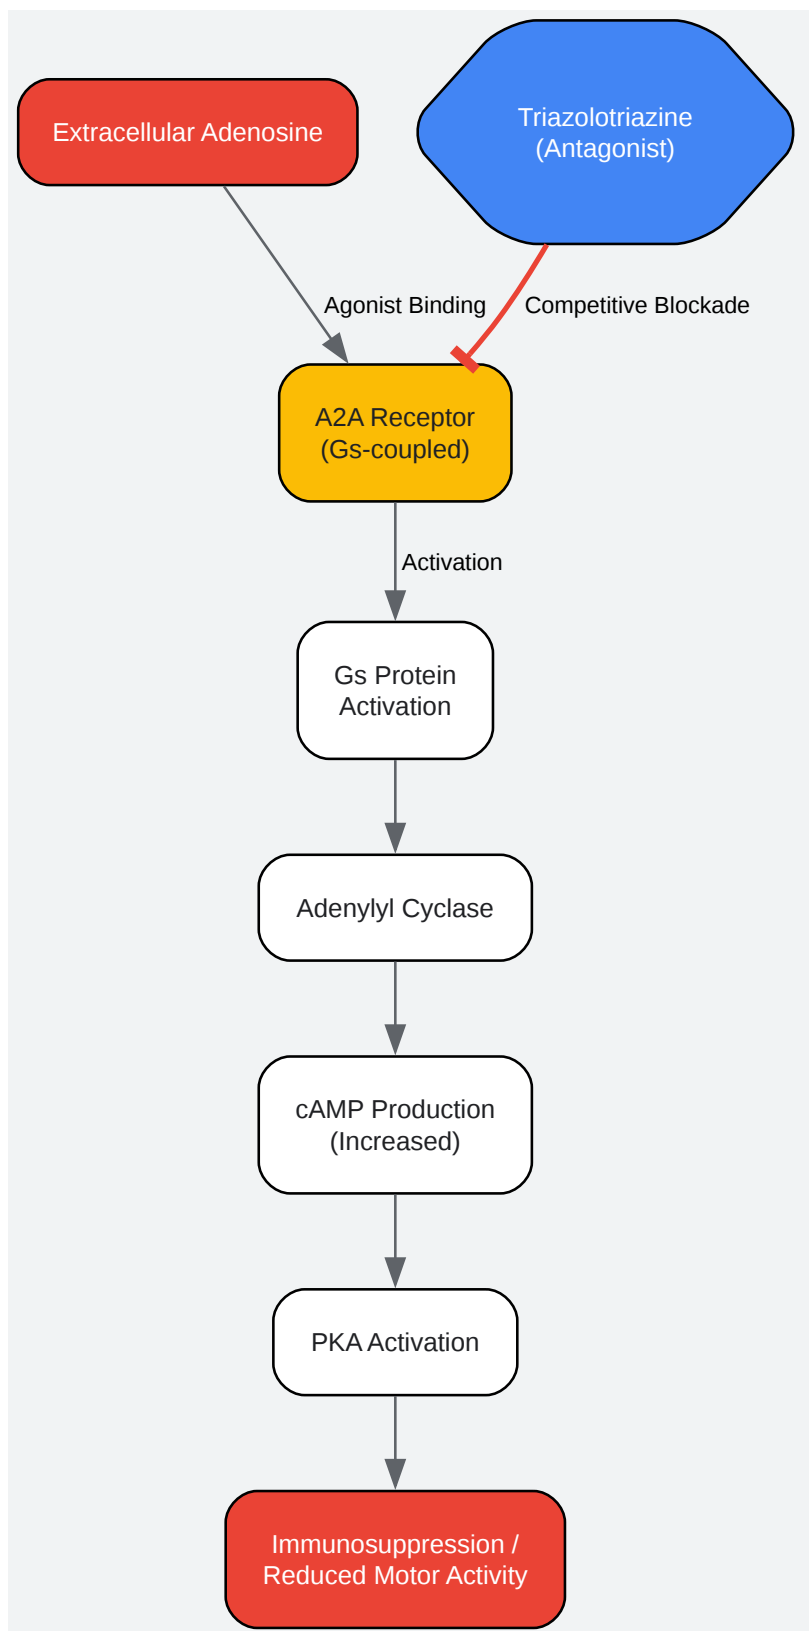 Extracellular Adenosine
Triazolotriazine
(Antagonist)
Agonist Binding
Competitive Blockade
A2A Receptor
(Gs-coupled)
Activation
Gs Protein
Activation
Adenylyl Cyclase
cAMP Production
(Increased)
PKA Activation
Immunosuppression /
Reduced Motor Activity